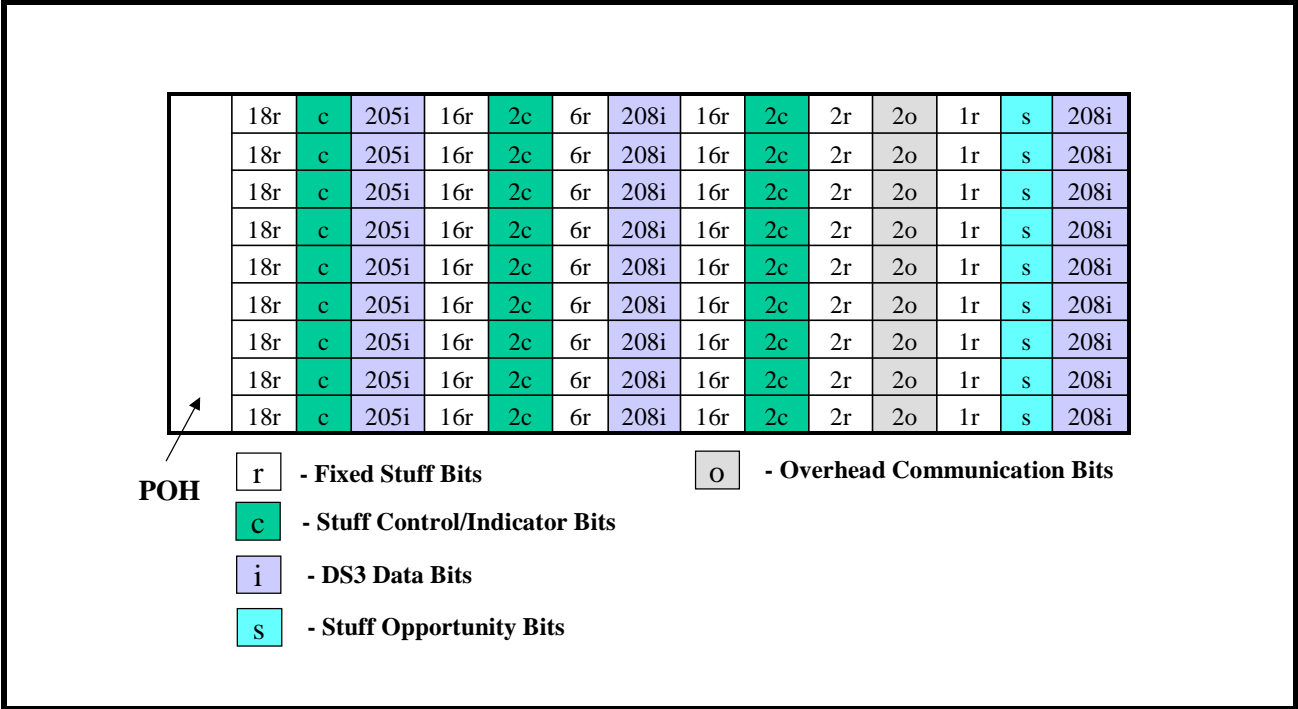 18r c 205i 16r 2c 6r 208i 16r 2c 2r 2o 1r s 208i
18r c 205i 16r 2c 6r 208i 16r 2c 2r 2o 1r s 208i
18r c 205i 16r 2c 6r 208i 16r 2c 2r 2o 1r s 208i
18r c 205i 16r 2c 6r 208i 16r 2c 2r 2o 1r s 208i
18r c 205i 16r 2c 6r 208i 16r 2c 2r 2o 1r s 208i
18r c 205i 16r 2c 6r 208i 16r 2c 2r 2o 1r s 208i
18r c 205i 16r 2c 6r 208i 16r 2c 2r 2o 1r s 208i
18r c 205i 16r 2c 6r 208i 16r 2c 2r 2o 1r s 208i
18r c 205i 16r 2c 6r 208i 16r 2c 2r 2o 1r s 208i
POH
r - Fixed Stuff Bits
o - Overhead Communication Bits
c - Stuff Control/Indicator Bits
i - DS3 Data Bits
s - Stuff Opportunity Bits